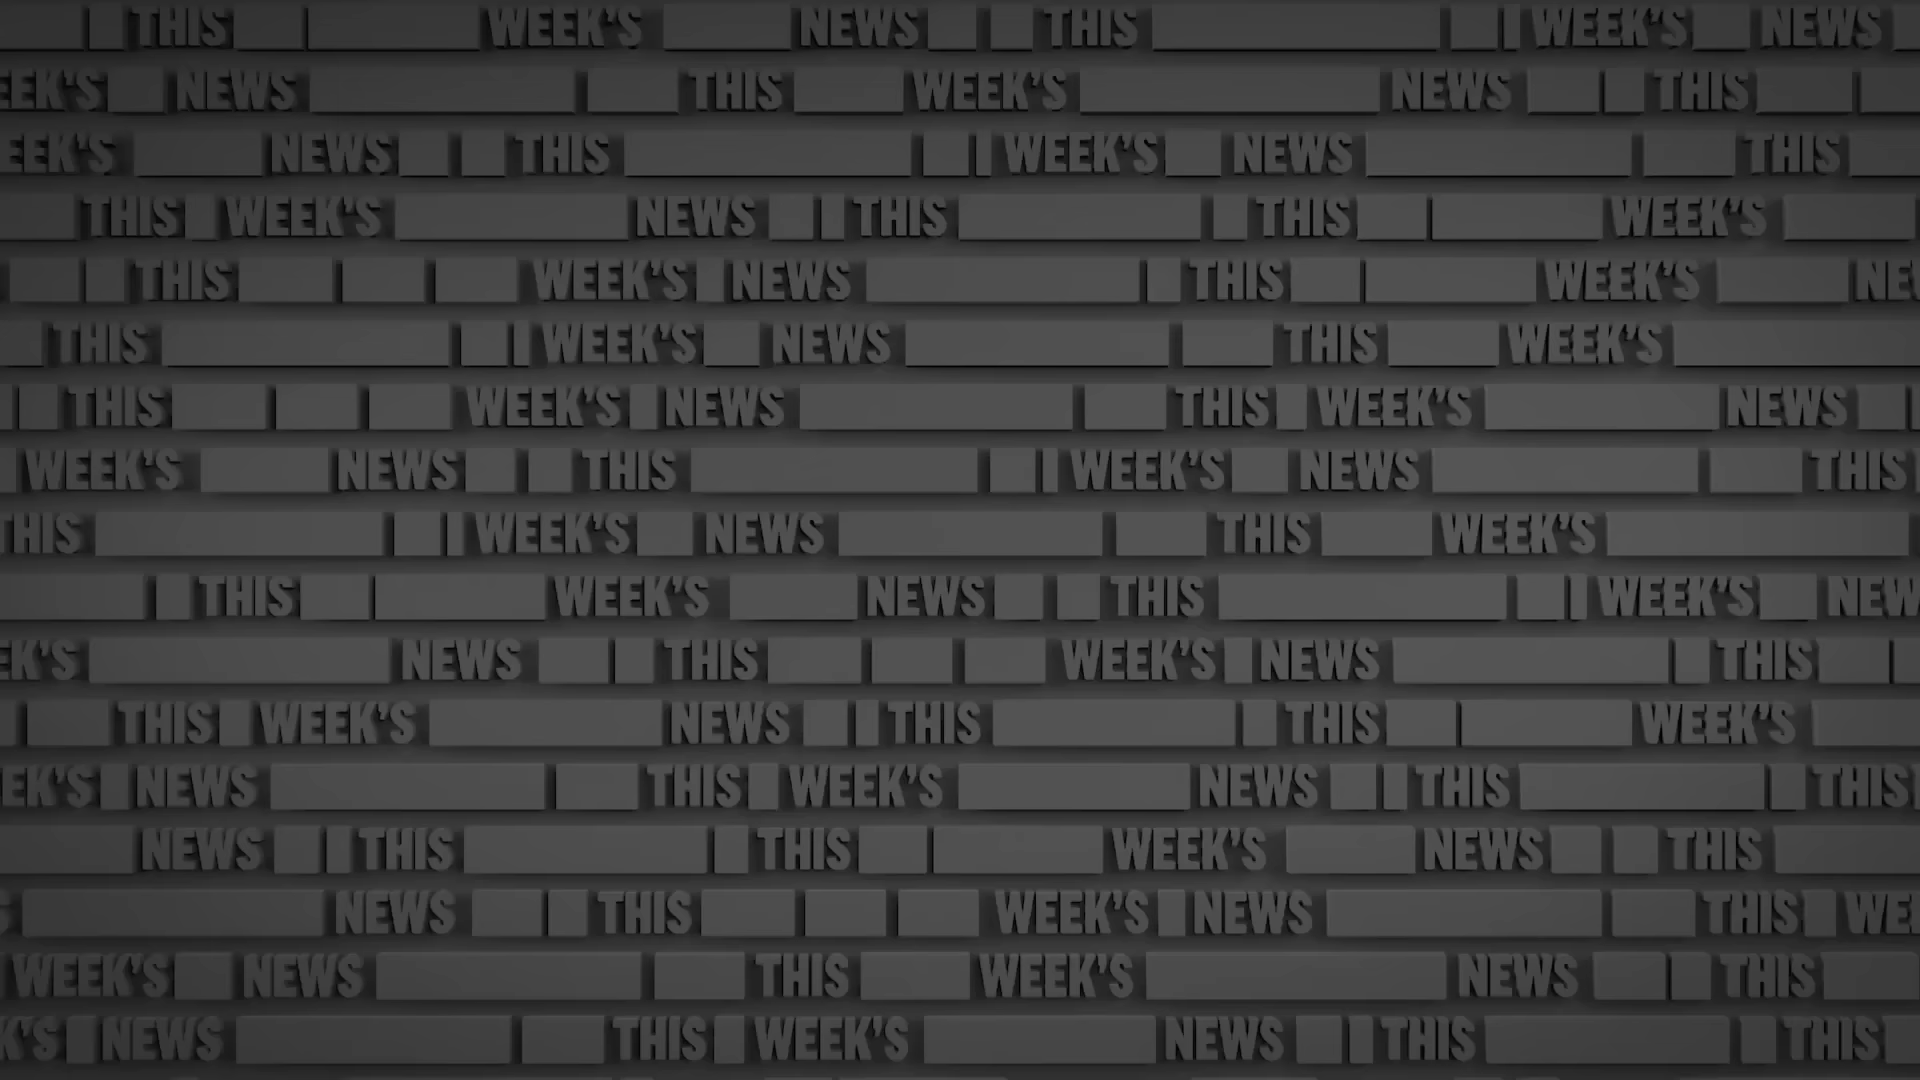 THIS WEEK'S NEWS THIS WEEK'S NEWS
EEK'S NEWS THIS WEEK'S NEWS THIS
EEK'S NEWS THIS WEEK'S NEWS THIS
THIS WEEK'S NEWS THIS THIS WEEK'S
THIS WEEK'S NEWS THIS WEEK'S NEW
THIS WEEK'S NEWS THIS WEEK'S
THIS WEEK'S NEWS THIS WEEK'S NEWS
WEEK'S NEWS THIS WEEK'S NEWS THIS
THIS WEEK'S NEWS THIS WEEK'S
THIS WEEK'S NEWS THIS WEEK'S NEW
EK'S NEWS THIS WEEK'S NEWS THIS
THIS WEEK'S NEWS THIS THIS WEEK'S
EK'S NEWS THIS WEEK'S NEWS THIS THIS
NEWS THIS THIS WEEK'S NEWS THIS
S NEWS THIS WEEK'S NEWS THIS WEE
WEEK'S NEWS THIS WEEK'S NEWS THIS
K'S NEWS THIS WEEK'S NEWS THIS THIS